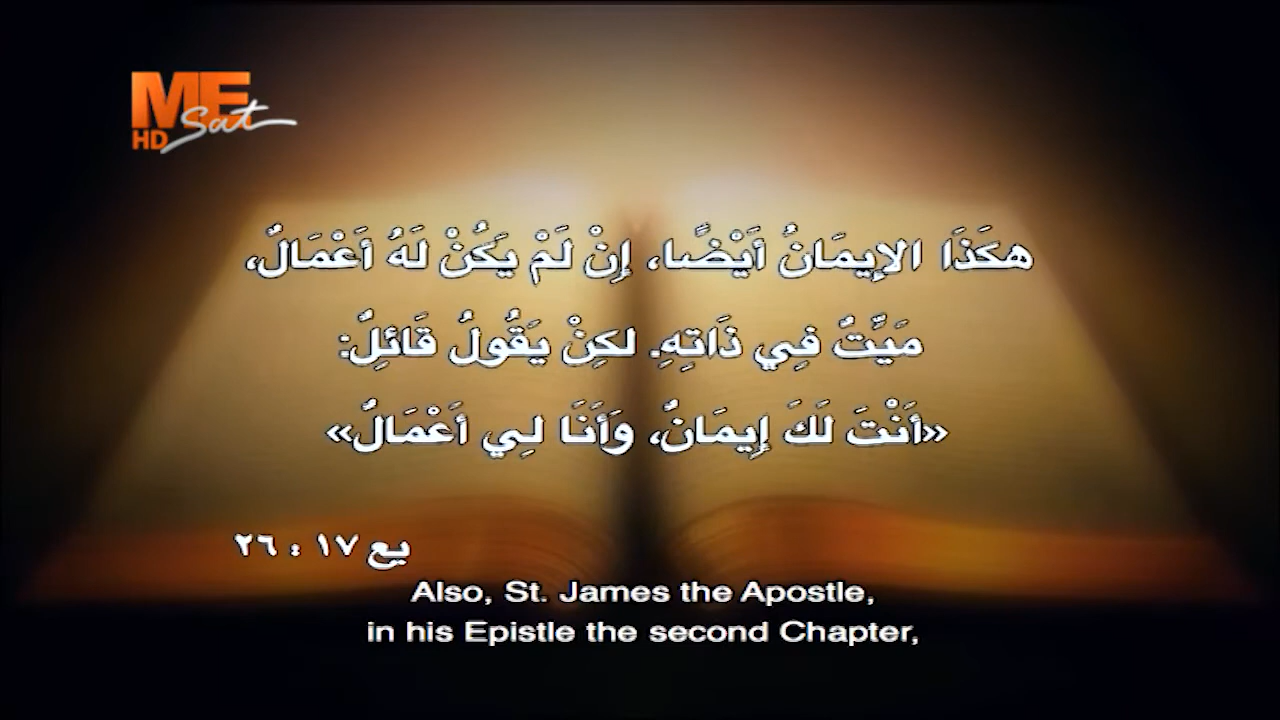 ME
Sat
HD
هكَذَا الإِيمَانُ أَيْضًا، إِنْ لَمْ يَكُنْ لَهُ أَعْمَالٌ،
مَيِّتٌ فِي ذَاتِهِ. لكِنْ يَقُولُ قَائِلٌ:
«أَنْتَ لَكَ إِيمَانٌ، وَأَنَا لِي أَعْمَالٌ»
يع ١٧ : ٢٦
Also, St. James the Apostle,
in his Epistle the second Chapter,